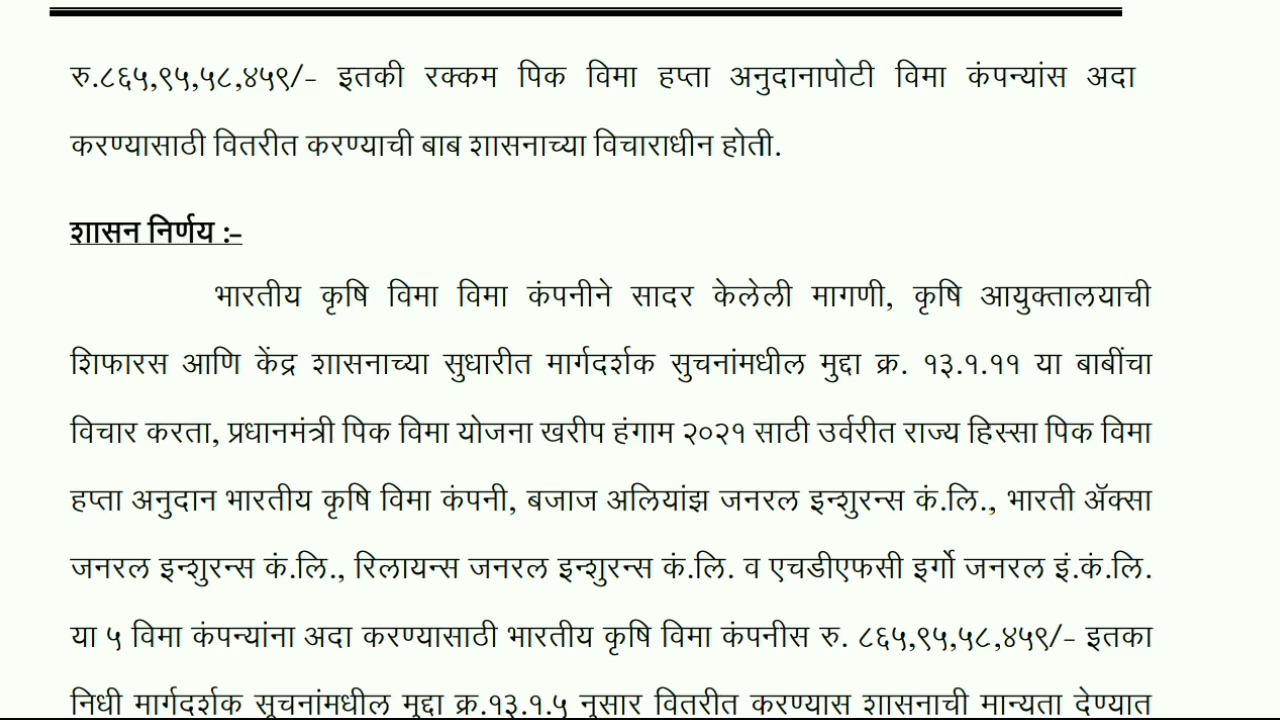 रु.८६५,९५,५८,४५९/- इतकी रक्कम पिक विमा हप्ता अनुदानापोटी विमा कंपन्यांस अदा
करण्यासाठी वितरीत करण्याची बाब शासनाच्या विचाराधीन होती.
शासन निर्णय :-
भारतीय कृषि विमा विमा कंपनीने सादर केलेली मागणी, कृषि आयुक्तालयाची
शिफारस आणि केंद्र शासनाच्या सुधारीत मार्गदर्शक सुचनांमधील मुद्दा क्र. १३.१.११ या बाबींचा
विचार करता, प्रधानमंत्री पिक विमा योजना खरीप हंगाम २०२१ साठी उर्वरीत राज्य हिस्सा पिक विमा
हप्ता अनुदान भारतीय कृषि विमा कंपनी, बजाज अलियांझ जनरल इन्शुरन्स कं.लि., भारती ॲक्सा
जनरल इन्शुरन्स कं.लि., रिलायन्स जनरल इन्शुरन्स कं.लि. व एचडीएफसी इर्गो जनरल इं.कं.लि.
या ५ विमा कंपन्यांना अदा करण्यासाठी भारतीय कृषि विमा कंपनीस रु. ८६५,९५,५८,४५९/- इतका
निधी मार्गदर्शक सूचनांमधील मुद्दा क्र.१३.१.५ नुसार वितरीत करण्यास शासनाची मान्यता देण्यात